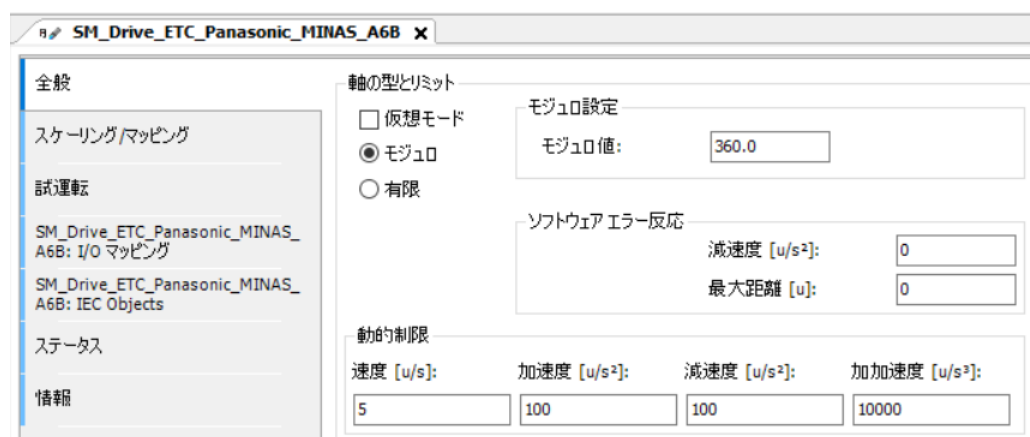 SM_Drive_ETC_Panasonic_MINAS_A6B
全般
スケーリング/マッピング
試運転
SM_Drive_ETC_Panasonic_MINAS_
A6B: I/O マッピング
SM_Drive_ETC_Panasonic_MINAS_
A6B: IEC Objects
ステータス
情報
軸の型とリミット
仮想モード
モジュロ
有限
モジュロ設定
モジュロ値: 360.0
ソフトウェア エラー反応
減速度 [u/s²]: 0
最大距離 [u]: 0
動的制限
速度 [u/s]: 加速度 [u/s²]: 減速度 [u/s²]: 加加速度 [u/s³]:
5 100 100 10000